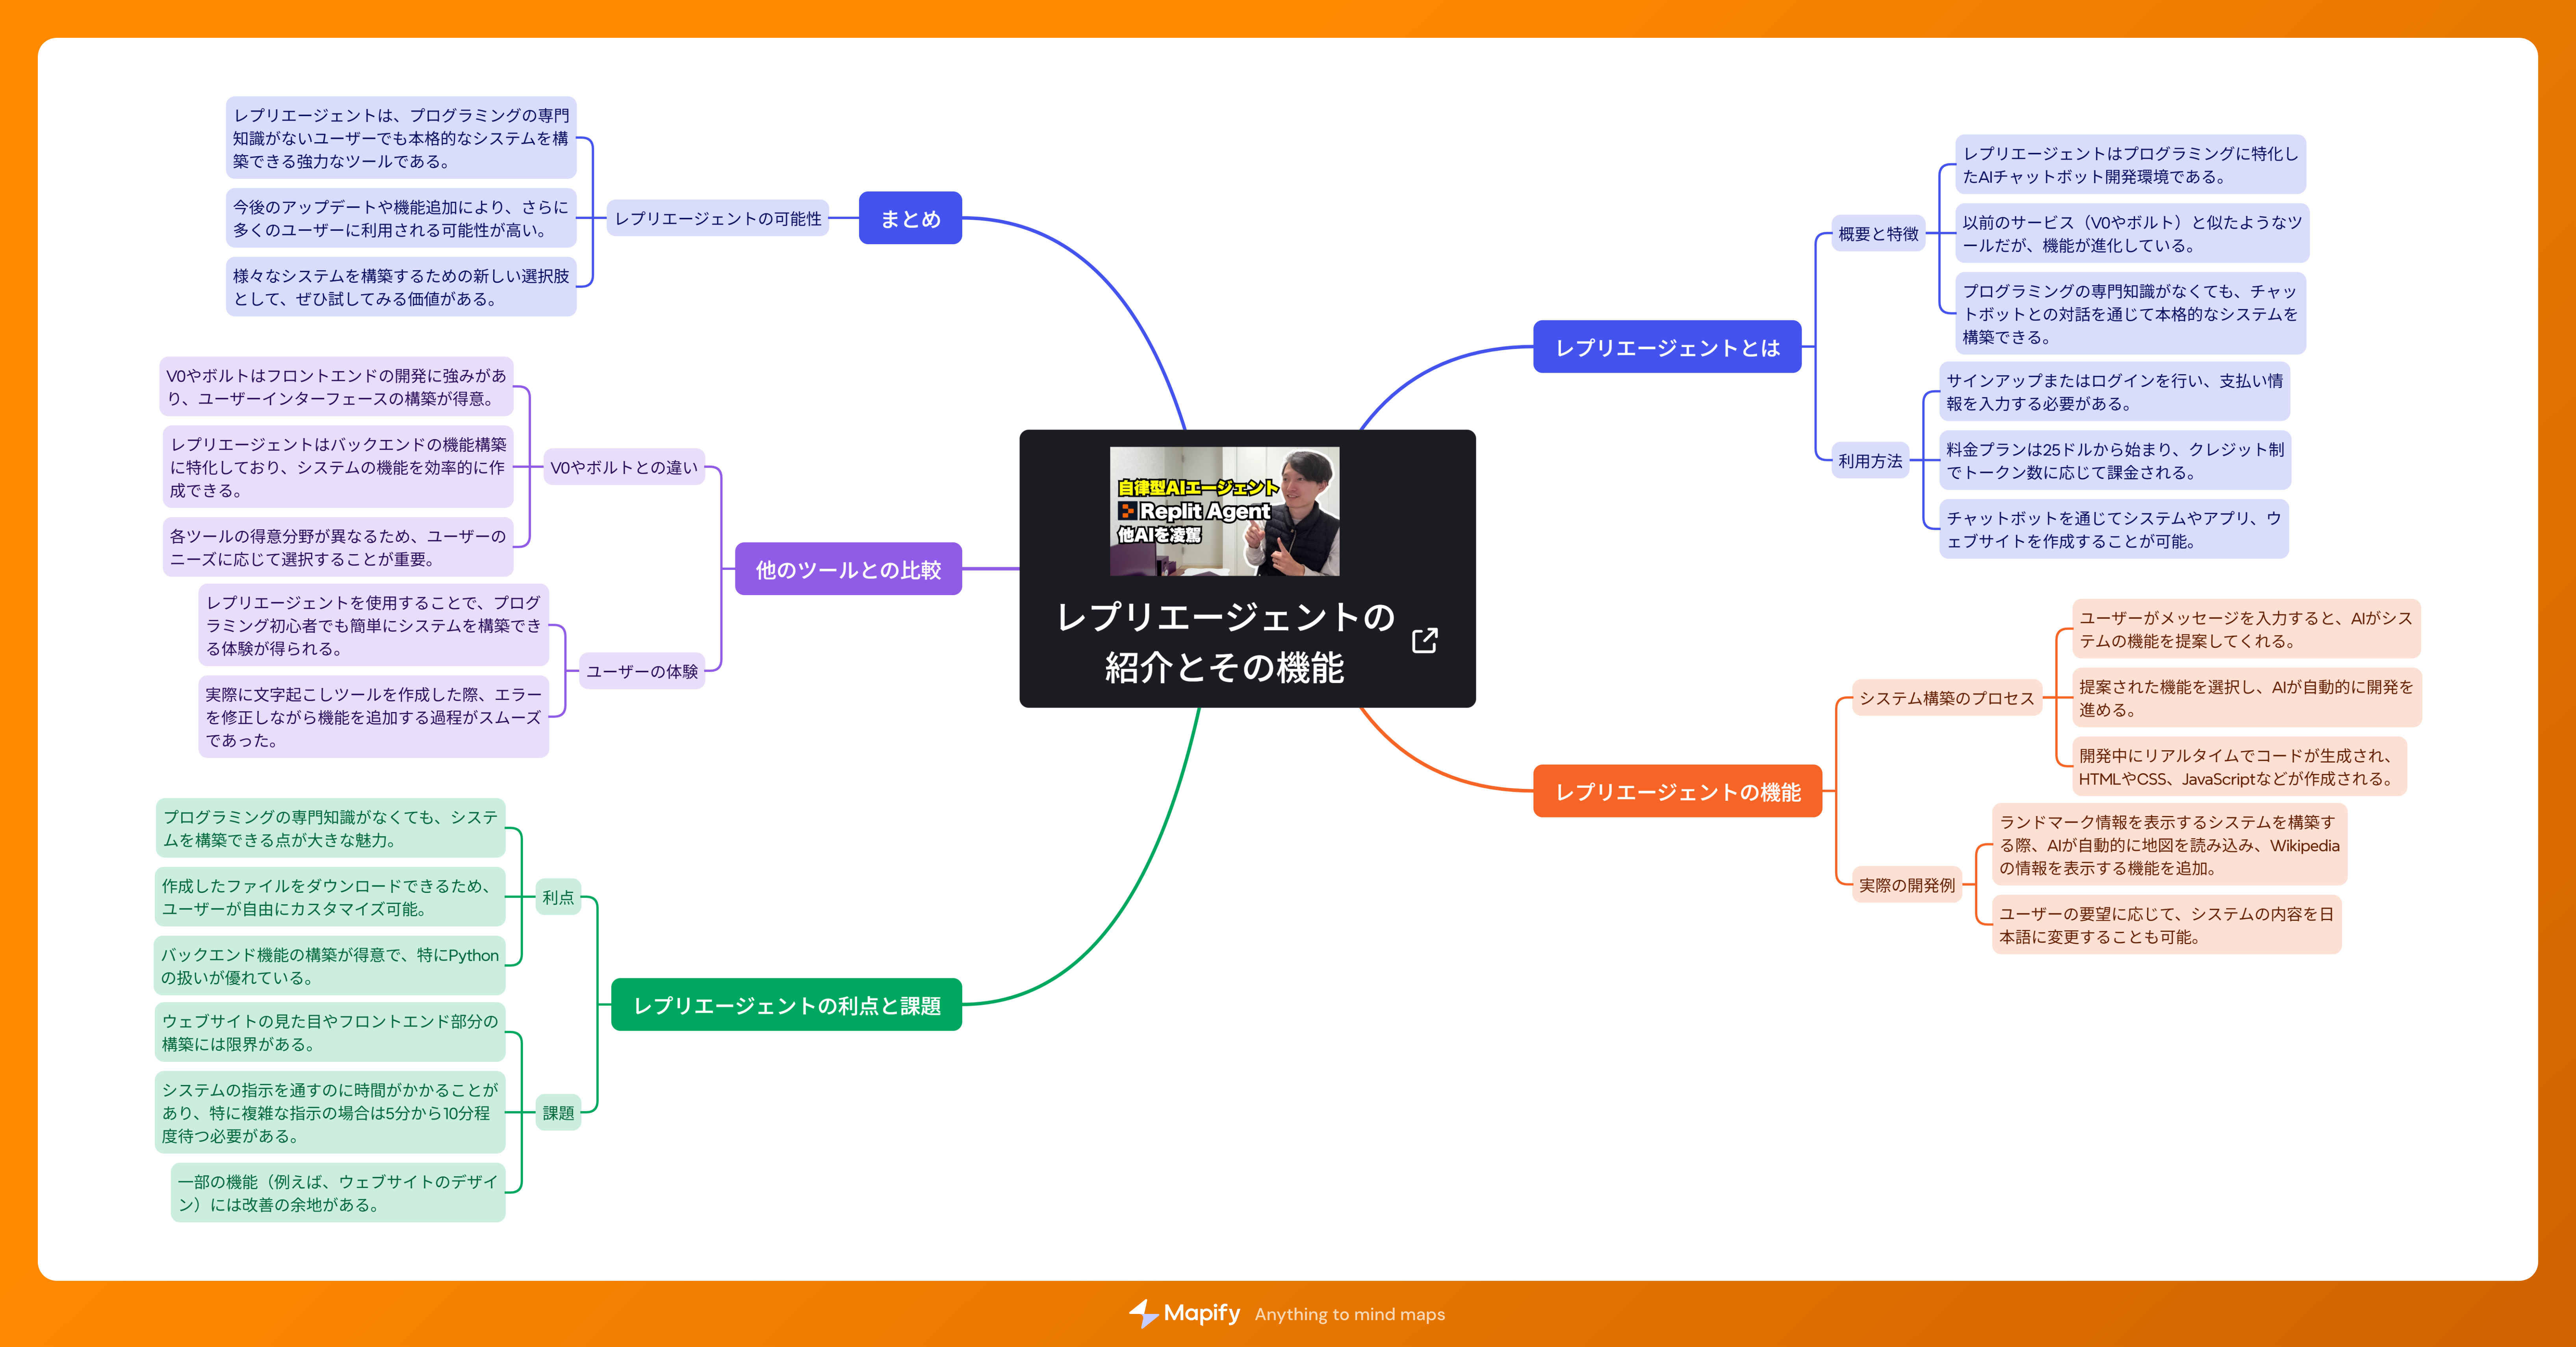 自律型AIエージェント
Replit Agent
他AIを凌駕
レプリエージェントの
紹介とその機能
レプリエージェントとは
概要と特徴
レプリエージェントはプログラミングに特化し
たAIチャットボット開発環境である。
以前のサービス（V0やボルト）と似たようなツ
ールだが、機能が進化している。
プログラミングの専門知識がなくても、チャッ
トボットとの対話を通じて本格的なシステムを
構築できる。
利用方法
サインアップまたはログインを行い、支払い情
報を入力する必要がある。
料金プランは25ドルから始まり、クレジット制
でトークン数に応じて課金される。
チャットボットを通じてシステムやアプリ、ウ
ェブサイトを作成することが可能。
レプリエージェントの機能
システム構築のプロセス
ユーザーがメッセージを入力すると、AIがシス
テムの機能を提案してくれる。
提案された機能を選択し、AIが自動的に開発を
進める。
開発中にリアルタイムでコードが生成され、
HTMLやCSS、JavaScriptなどが作成される。
実際の開発例
ランドマーク情報を表示するシステムを構築す
る際、AIが自動的に地図を読み込み、Wikipedia
の情報を表示する機能を追加。
ユーザーの要望に応じて、システムの内容を日
本語に変更することも可能。
レプリエージェントの利点と課題
利点
プログラミングの専門知識がなくても、システ
ムを構築できる点が大きな魅力。
作成したファイルをダウンロードできるため、
ユーザーが自由にカスタマイズ可能。
バックエンド機能の構築が得意で、特にPython
の扱いが優れている。
課題
ウェブサイトの見た目やフロントエンド部分の
構築には限界がある。
システムの指示を通すのに時間がかかることが
あり、特に複雑な指示の場合は5分から10分程
度待つ必要がある。
一部の機能（例えば、ウェブサイトのデザイ
ン）には改善の余地がある。
他のツールとの比較
V0やボルトとの違い
V0やボルトはフロントエンドの開発に強みがあ
り、ユーザーインターフェースの構築が得意。
レプリエージェントはバックエンドの機能構築
に特化しており、システムの機能を効率的に作
成できる。
各ツールの得意分野が異なるため、ユーザーの
ニーズに応じて選択することが重要。
ユーザーの体験
レプリエージェントを使用することで、プログ
ラミング初心者でも簡単にシステムを構築でき
る体験が得られる。
実際に文字起こしツールを作成した際、エラー
を修正しながら機能を追加する過程がスムーズ
であった。
まとめ
レプリエージェントの可能性
レプリエージェントは、プログラミングの専門
知識がないユーザーでも本格的なシステムを構
築できる強力なツールである。
今後のアップデートや機能追加により、さらに
多くのユーザーに利用される可能性が高い。
様々なシステムを構築するための新しい選択肢
として、ぜひ試してみる価値がある。
Mapify Anything to mind maps